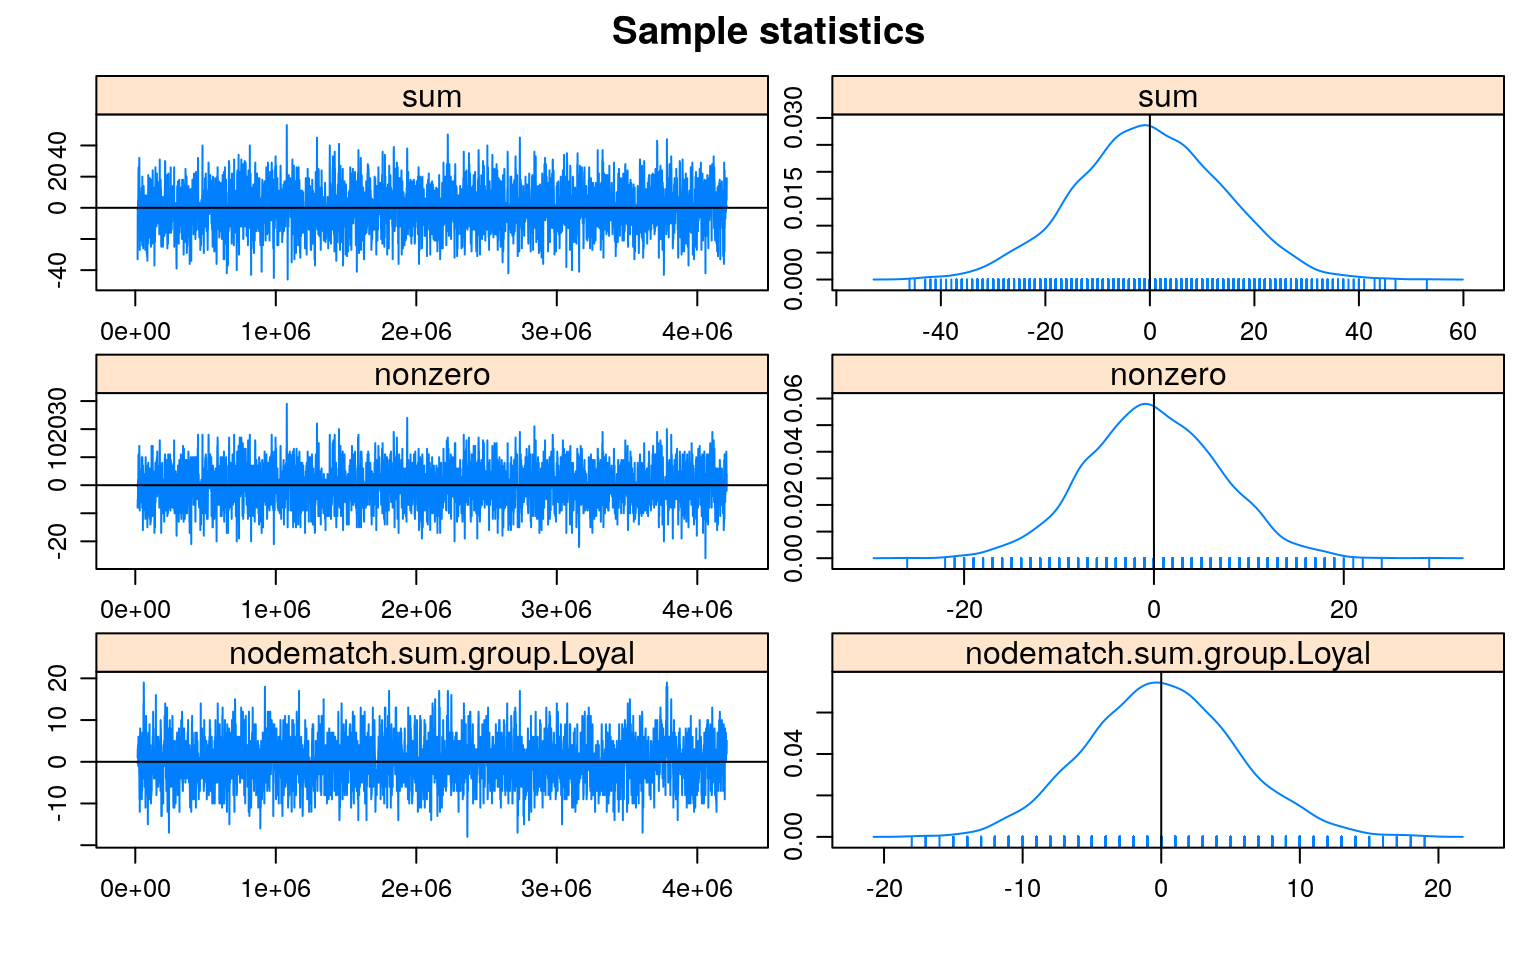 Sample statistics
sum
sum
-40 0 20 40
0.000 0.015 0.030
0e+00 1e+06 2e+06 3e+06 4e+06
-40 -20 0 20 40 60
nonzero
nonzero
-20 0 10 20 30
0.00 0.02 0.04 0.06
0e+00 1e+06 2e+06 3e+06 4e+06
-20 0 20
nodematch.sum.group.Loyal
nodematch.sum.group.Loyal
-10 0 10 20
0.00 0.04
0e+00 1e+06 2e+06 3e+06 4e+06
-20 -10 0 10 20